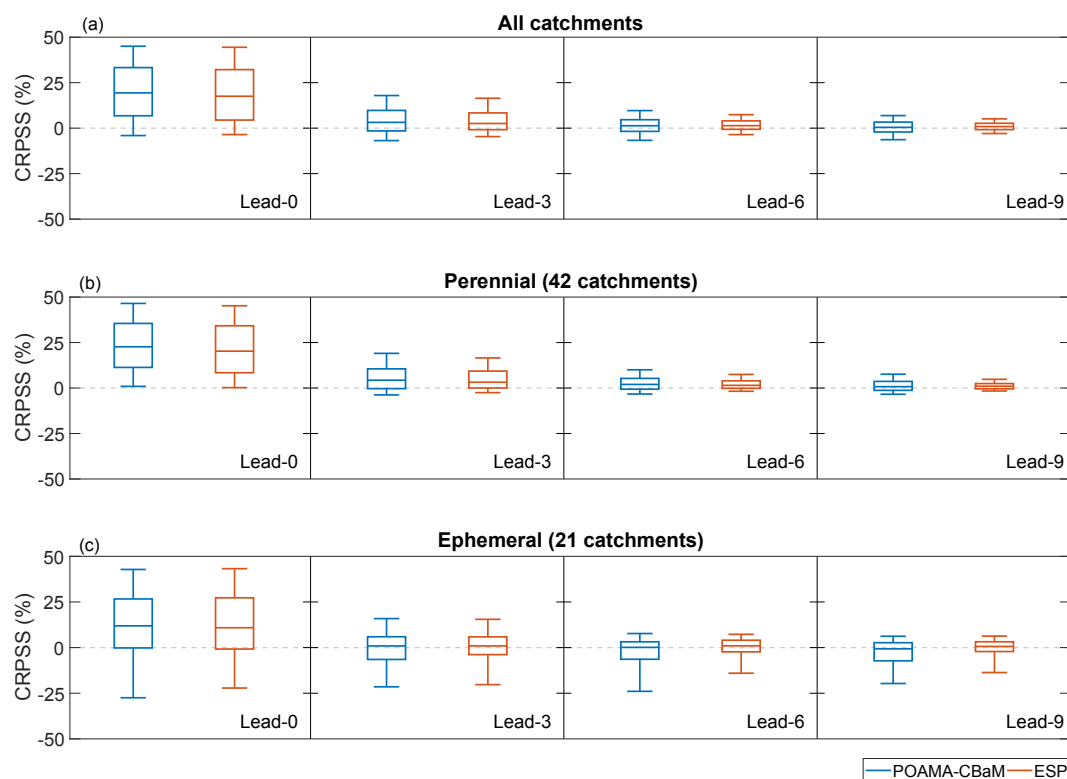 (a) All catchments
CRPSS (%)
50
25
0
-25
-50
Lead-0 Lead-3 Lead-6 Lead-9
(b) Perennial (42 catchments)
CRPSS (%)
50
25
0
-25
-50
Lead-0 Lead-3 Lead-6 Lead-9
(c) Ephemeral (21 catchments)
CRPSS (%)
50
25
0
-25
-50
Lead-0 Lead-3 Lead-6 Lead-9
POAMA-CBaM ESP